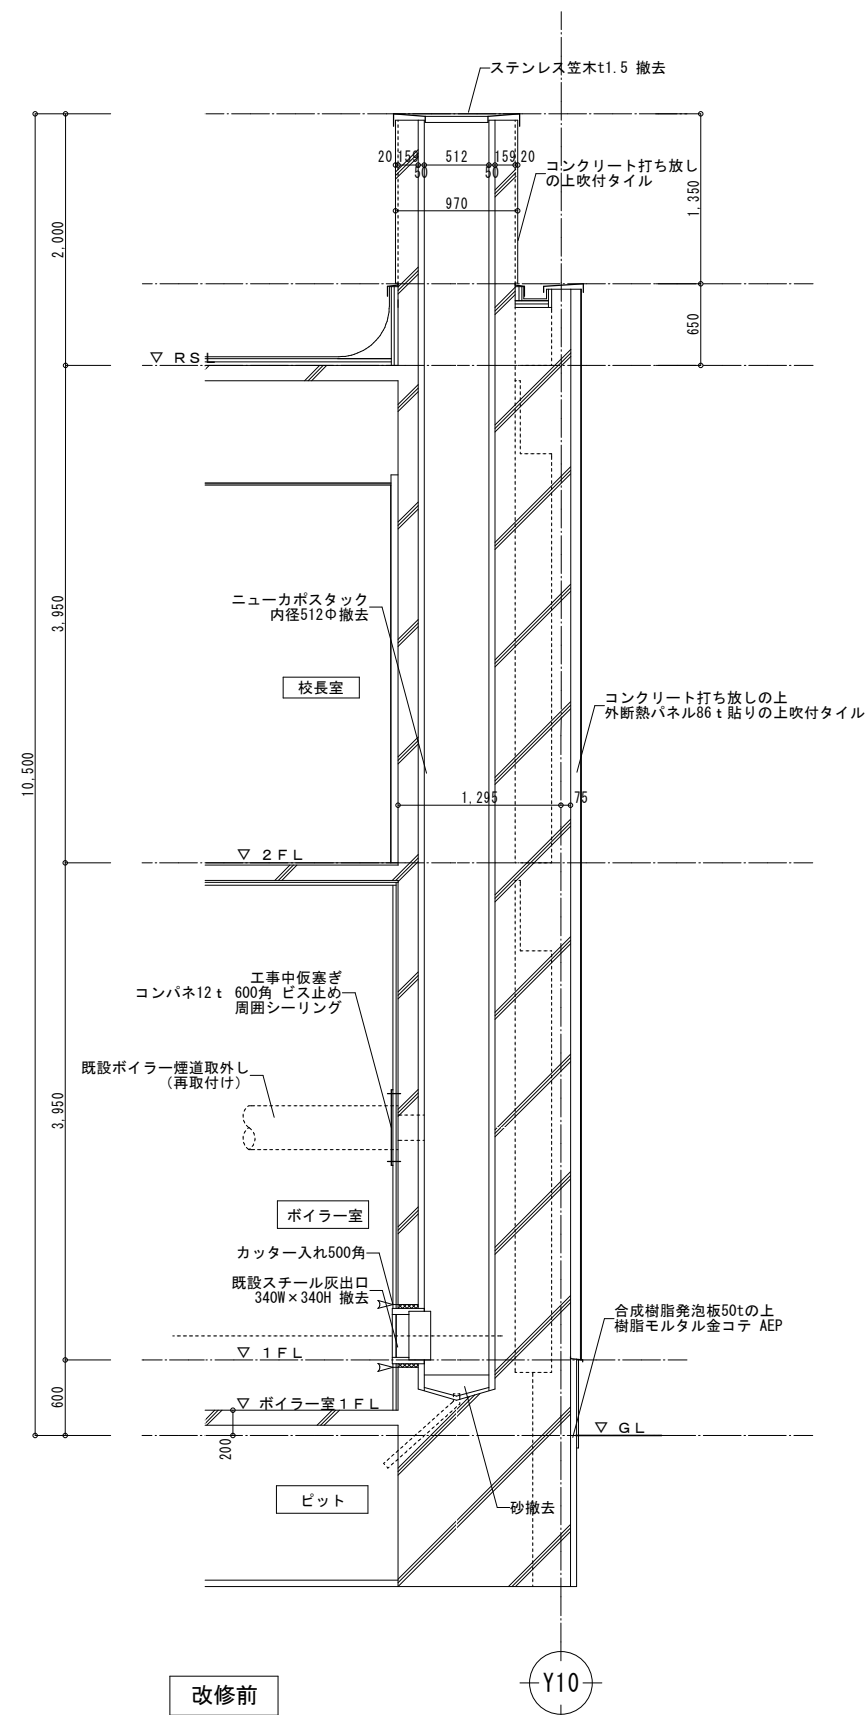 ステンレス笠木t1.5 撤去
20 159 512 159 20
50 50
コンクリート打ち放し
の上吹付タイル
970
1,350
2,000
650
▽ RSL
ニューカポスタック
内径512Φ撤去
3,950
校長室
コンクリート打ち放しの上
外断熱パネル86ｔ貼りの上吹付タイル
10,500
1,295 75
▽ 2FL
工事中仮塞ぎ
コンパネ12ｔ 600角 ビス止め
周囲シーリング
既設ボイラー煙道取外し
(再取付け)
3,950
ボイラー室
カッター入れ500角
既設スチール灰出口
340W×340H 撤去
合成樹脂発泡板50tの上
樹脂モルタル金コテ AEP
▽ 1FL
600
▽ ボイラー室1FL
▽ GL
200
ピット
砂撤去
改修前
Y10